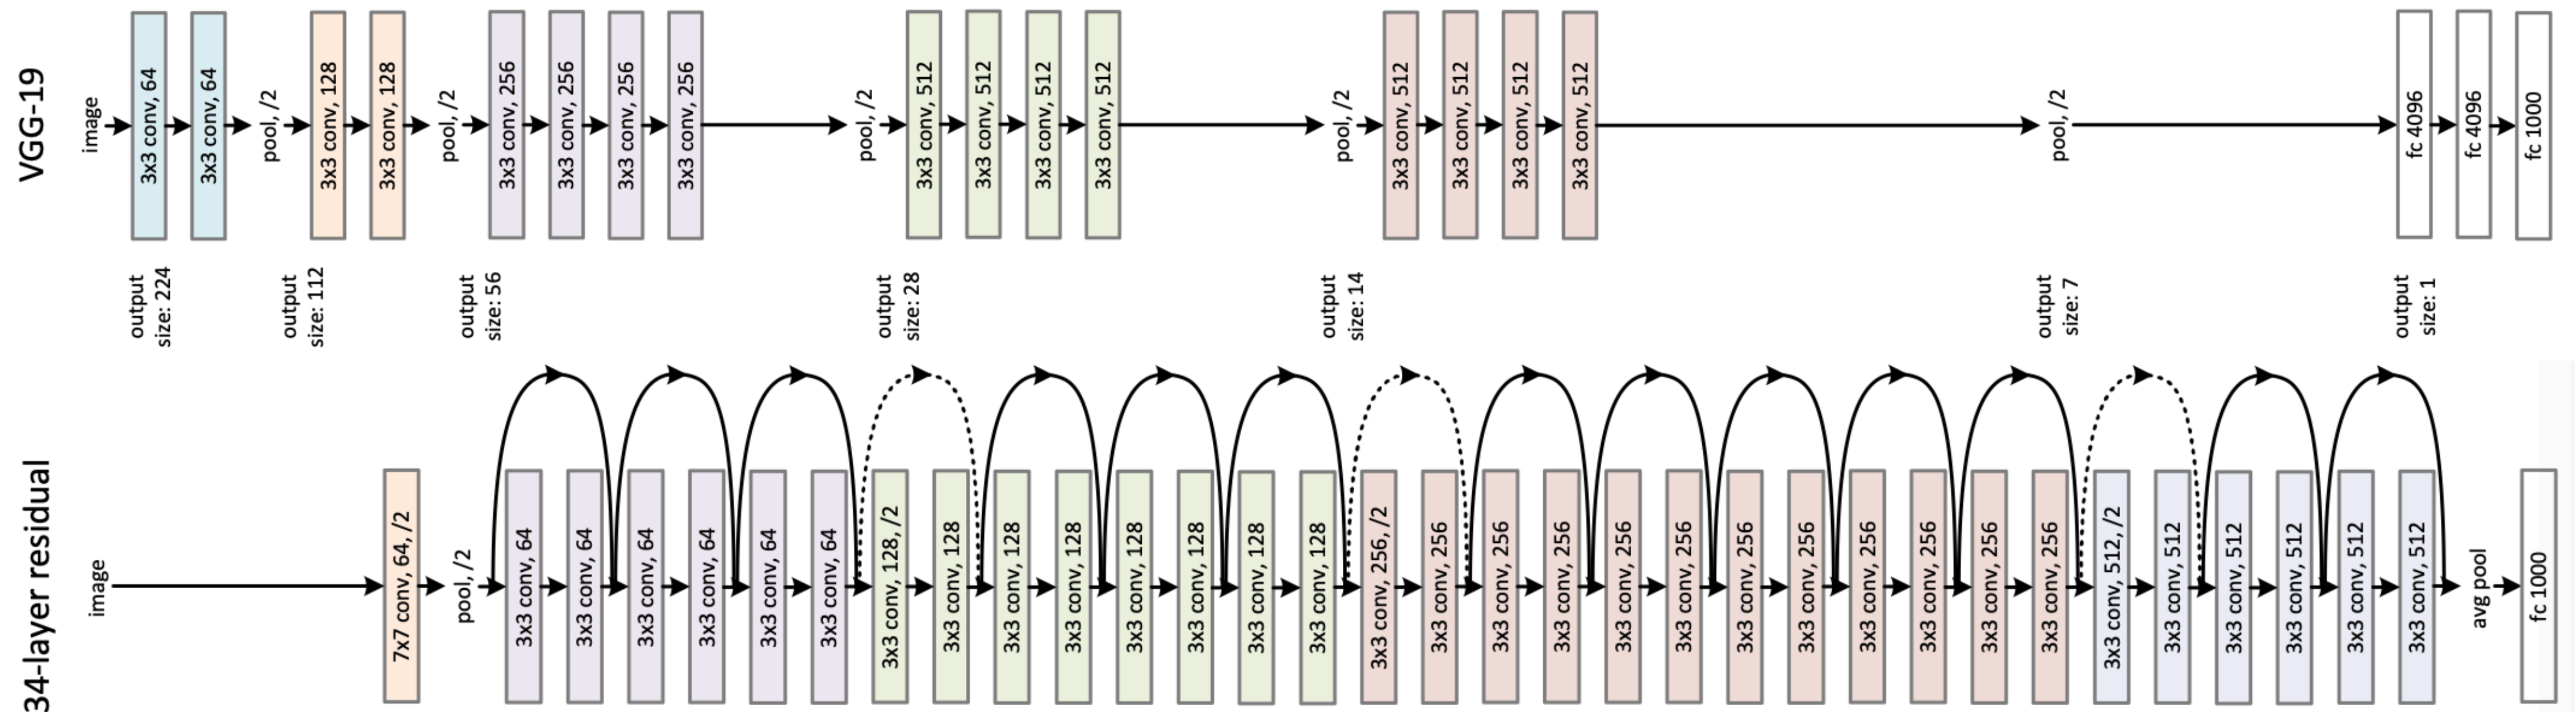 VGG-19
image
3x3 conv, 64
3x3 conv, 64
pool, /2
3x3 conv, 128
3x3 conv, 128
pool, /2
3x3 conv, 256
3x3 conv, 256
3x3 conv, 256
3x3 conv, 256
pool, /2
3x3 conv, 512
3x3 conv, 512
3x3 conv, 512
3x3 conv, 512
pool, /2
3x3 conv, 512
3x3 conv, 512
3x3 conv, 512
3x3 conv, 512
pool, /2
fc 4096
fc 4096
fc 1000
output
size: 224
output
size: 112
output
size: 56
output
size: 28
output
size: 14
output
size: 7
output
size: 1
34-layer residual
image
7x7 conv, 64, /2
pool, /2
3x3 conv, 64
3x3 conv, 64
3x3 conv, 64
3x3 conv, 64
3x3 conv, 64
3x3 conv, 64
3x3 conv, 128, /2
3x3 conv, 128
3x3 conv, 128
3x3 conv, 128
3x3 conv, 128
3x3 conv, 128
3x3 conv, 128
3x3 conv, 128
3x3 conv, 256, /2
3x3 conv, 256
3x3 conv, 256
3x3 conv, 256
3x3 conv, 256
3x3 conv, 256
3x3 conv, 256
3x3 conv, 256
3x3 conv, 256
3x3 conv, 256
3x3 conv, 256
3x3 conv, 256
3x3 conv, 512, /2
3x3 conv, 512
3x3 conv, 512
3x3 conv, 512
3x3 conv, 512
3x3 conv, 512
avg pool
fc 1000